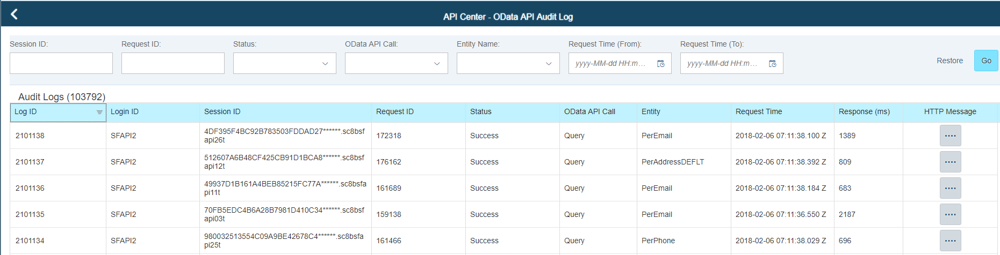 API Center - OData API Audit Log
Session ID: Request ID: Status: OData API Call: Entity Name: Request Time (From): Request Time (To):
yyyy-MM-dd HH:m... yyyy-MM-dd HH:m... Restore Go
Audit Logs (103792)
Log ID Login ID Session ID Request ID Status OData API Call Entity Request Time Response (ms) HTTP Message
2101138 SFAPI2 4DF395F4BC92B783503FDDAD27******.sc8bsf
api26t 172318 Success Query PerEmail 2018-02-06 07:11:38.100 Z 1389
2101137 SFAPI2 512607A6B48CF425CB91D1BCA8******.sc8bsf
api12t 176162 Success Query PerAddressDEFLT 2018-02-06 07:11:38.392 Z 809
2101136 SFAPI2 49937D1B161A4BEB85215FC77A******.sc8bsfa
pi11t 161689 Success Query PerEmail 2018-02-06 07:11:38.184 Z 683
2101135 SFAPI2 70FB5EDC4B6A28B7981D410C34******.sc8bsf
api03t 159138 Success Query PerEmail 2018-02-06 07:11:36.550 Z 2187
2101134 SFAPI2 980032513554C09A9BE42678C4******.sc8bsfa
pi25t 161466 Success Query PerPhone 2018-02-06 07:11:38.029 Z 696